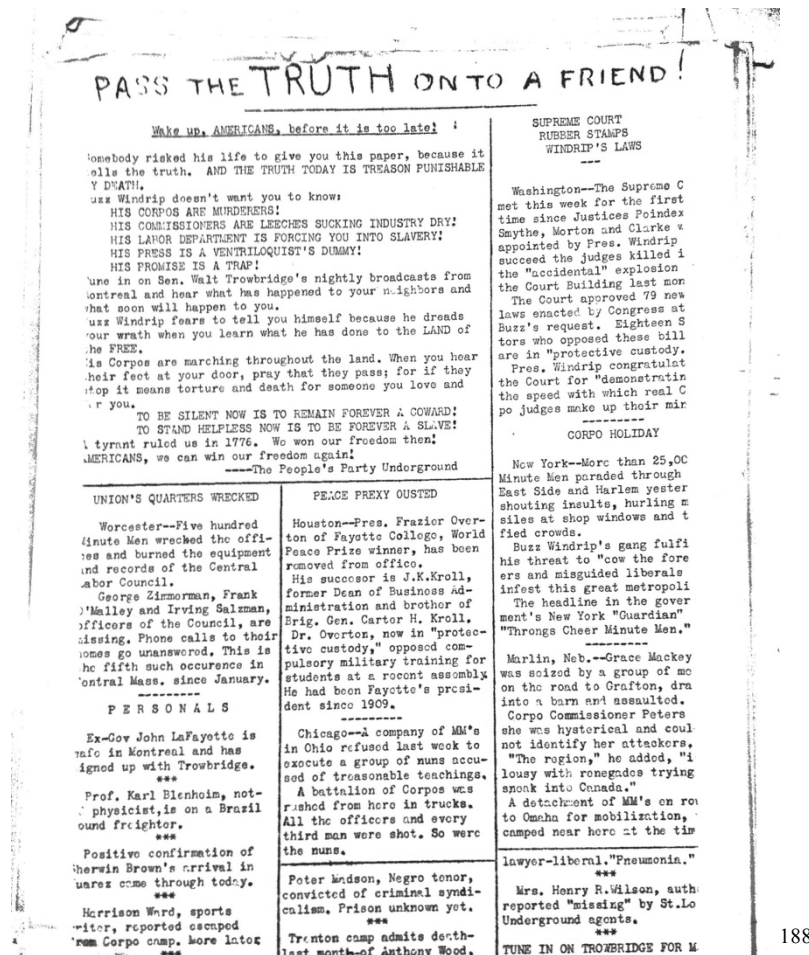 PASS THE TRUTH ON TO A FRIEND!
Wake up, AMERICANS, before it is too late!
omebody risked his life to give you this paper, because it
ells the truth. AND THE TRUTH TODAY IS TREASON PUNISHABLE
Y DEATH.
uzz Windrip doesn't want you to know:
HIS CORPOS ARE MURDERERS!
HIS COMMISSIONERS ARE LEECHES SUCKING INDUSTRY DRY!
HIS LABOR DEPARTMENT IS FORCING YOU INTO SLAVERY!
HIS PRESS IS A VENTRILOQUIST'S DUMMY!
HIS PROMISE IS A TRAP!
une in on Sen. Walt Trowbridge's nightly broadcasts from
ontreal and hear what has happened to your neighbors and
hat soon will happen to you.
uzz Windrip fears to tell you himself because he dreads
our wrath when you learn what he has done to the LAND of
he FREE.
is Corpos are marching throughout the land. When you hear
heir feet at your door, pray that they pass; for if they
top it means torture and death for someone you love and
r you.
TO BE SILENT NOW IS TO REMAIN FOREVER A COWARD!
TO STAND HELPLESS NOW IS TO BE FOREVER A SLAVE!
A tyrant ruled us in 1776. We won our freedom then!
AMERICANS, we can win our freedom again!
----The People's Party Underground
UNION'S QUARTERS WRECKED
Worcester--Five hundred
Minute Men wrecked the offi-
ces and burned the equipment
and records of the Central
Labor Council.
George Zimmerman, Frank
O'Malley and Irving Salzman,
officers of the Council, are
missing. Phone calls to their
homes go unanswered. This is
he fifth such occurence in
entral Mass. since January.
---------
PERSONALS
Ex-Gov John LaFayette is
safe in Montreal and has
igned up with Trowbridge.
***
Prof. Karl Blenheim, not-
physicist,is on a Brazil
ound freighter.
***
Positive confirmation of
Sherwin Brown's arrival in
uarez came through today.
***
Harrison Ward, sports
riter, reported escaped
from Corpo camp. More later
***
PEACE PREXY OUSTED
Houston--Pres. Frazier Over-
ton of Fayette College, World
Peace Prize winner, has been
removed from office.
His succesor is J.K.Kroll,
former Dean of Business Ad-
ministration and brother of
Brig. Gen. Carter H. Kroll.
Dr. Overton, now in "protec-
tive custody," opposed com-
pulsory military training for
students at a recent assembly.
He had been Fayette's presi-
dent since 1909.
---------
Chicago--A company of MM's
in Ohio refused last week to
execute a group of nuns accu-
sed of treasonable teachings.
A battalion of Corpos was
rushed from here in trucks.
All the officers and every
third man were shot. So were
the nuns.
Peter Madson, Negro tenor,
convicted of criminal syndi-
calism. Prison unknown yet.
***
Trenton camp admits death-
last month-of Anthony Wood,
SUPREME COURT
RUBBER STAMPS
WINDRIP'S LAWS
---
Washington--The Supreme C
met this week for the first
time since Justices Poindex
Smythe, Morton and Clarke w
appointed by Pres. Windrip
succeed the judges killed i
the "accidental" explosion
the Court Building last mon
The Court approved 79 new
laws enacted by Congress at
Buzz's request. Eighteen S
tors who opposed these bill
are in "protective custody.
Pres. Windrip congratulat
the Court for "demonstratin
the speed with which real C
po judges make up their min
---------
CORPO HOLIDAY
New York--More than 25,00
Minute Men paraded through
East Side and Harlem yester
shouting insults, hurling m
siles at shop windows and t
fied crowds.
Buzz Windrip's gang fulfi
his threat to "cow the fore
ers and misguided liberals
infest this great metropoli
The headline in the gover
ment's New York "Guardian"
"Throngs Cheer Minute Men."
---------
Marlin, Neb.--Grace Mackey
was seized by a group of me
on the road to Grafton, dra
into a barn and assaulted.
Corpo Commissioner Peters
she was hysterical and coul
not identify her attackers.
"The region," he added, "i
lousy with renegades trying
sneak into Canada."
A detachment of MM's en rou
to Omaha for mobilization,
camped near here at the tim
lawyer-liberal."Pneumonia."
***
Mrs. Henry R.Wilson, auth
reported "missing" by St.Lo
Underground agents.
***
TUNE IN ON TROWBRIDGE FOR M
188